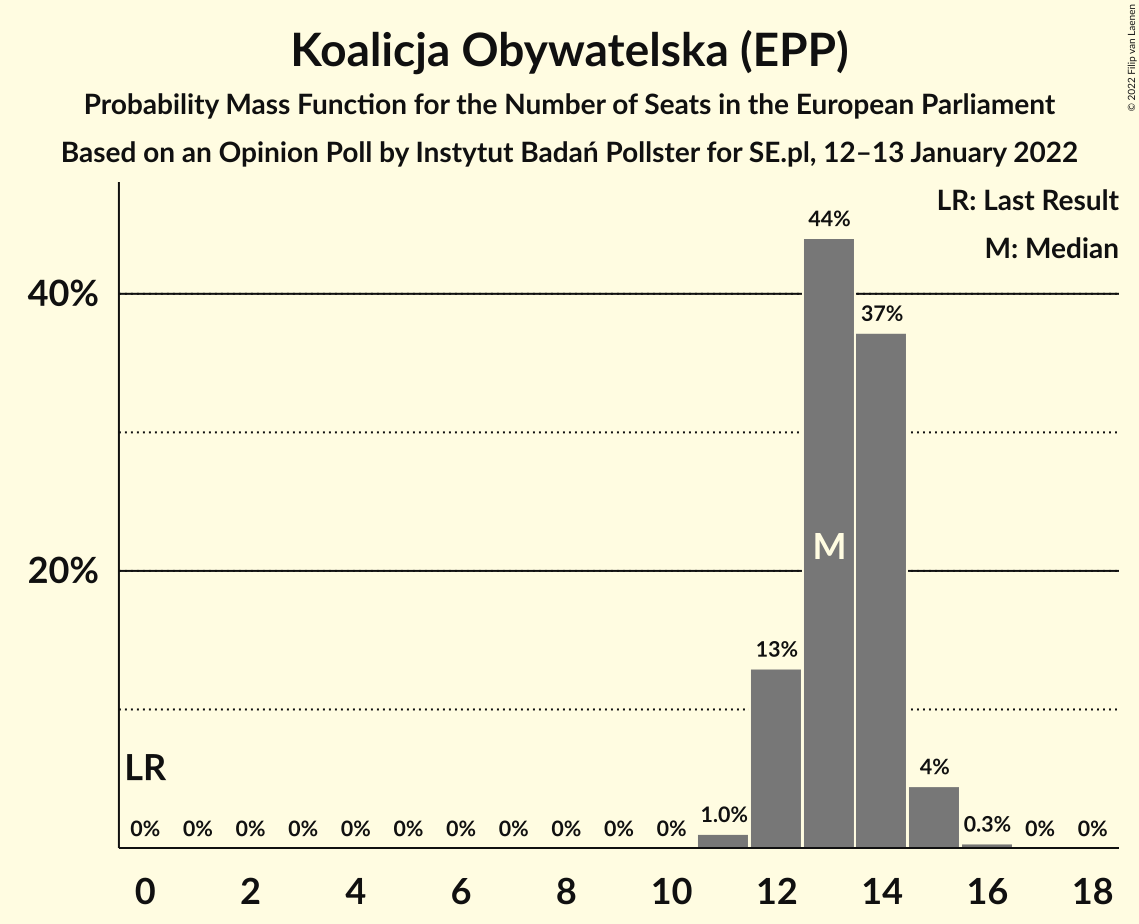 Koalicja Obywatelska (EPP)
Probability Mass Function for the Number of Seats in the European Parliament
Based on an Opinion Poll by Instytut Badań Pollster for SE.pl, 12–13 January 2022
© 2022 Filip van Laenen
LR: Last Result
M: Median
44%
40%
37%
M
20%
13%
LR
4%
0% 0% 0% 0% 0% 0% 0% 0% 0% 0% 0% 1.0% 0.3% 0% 0%
0 2 4 6 8 10 12 14 16 18